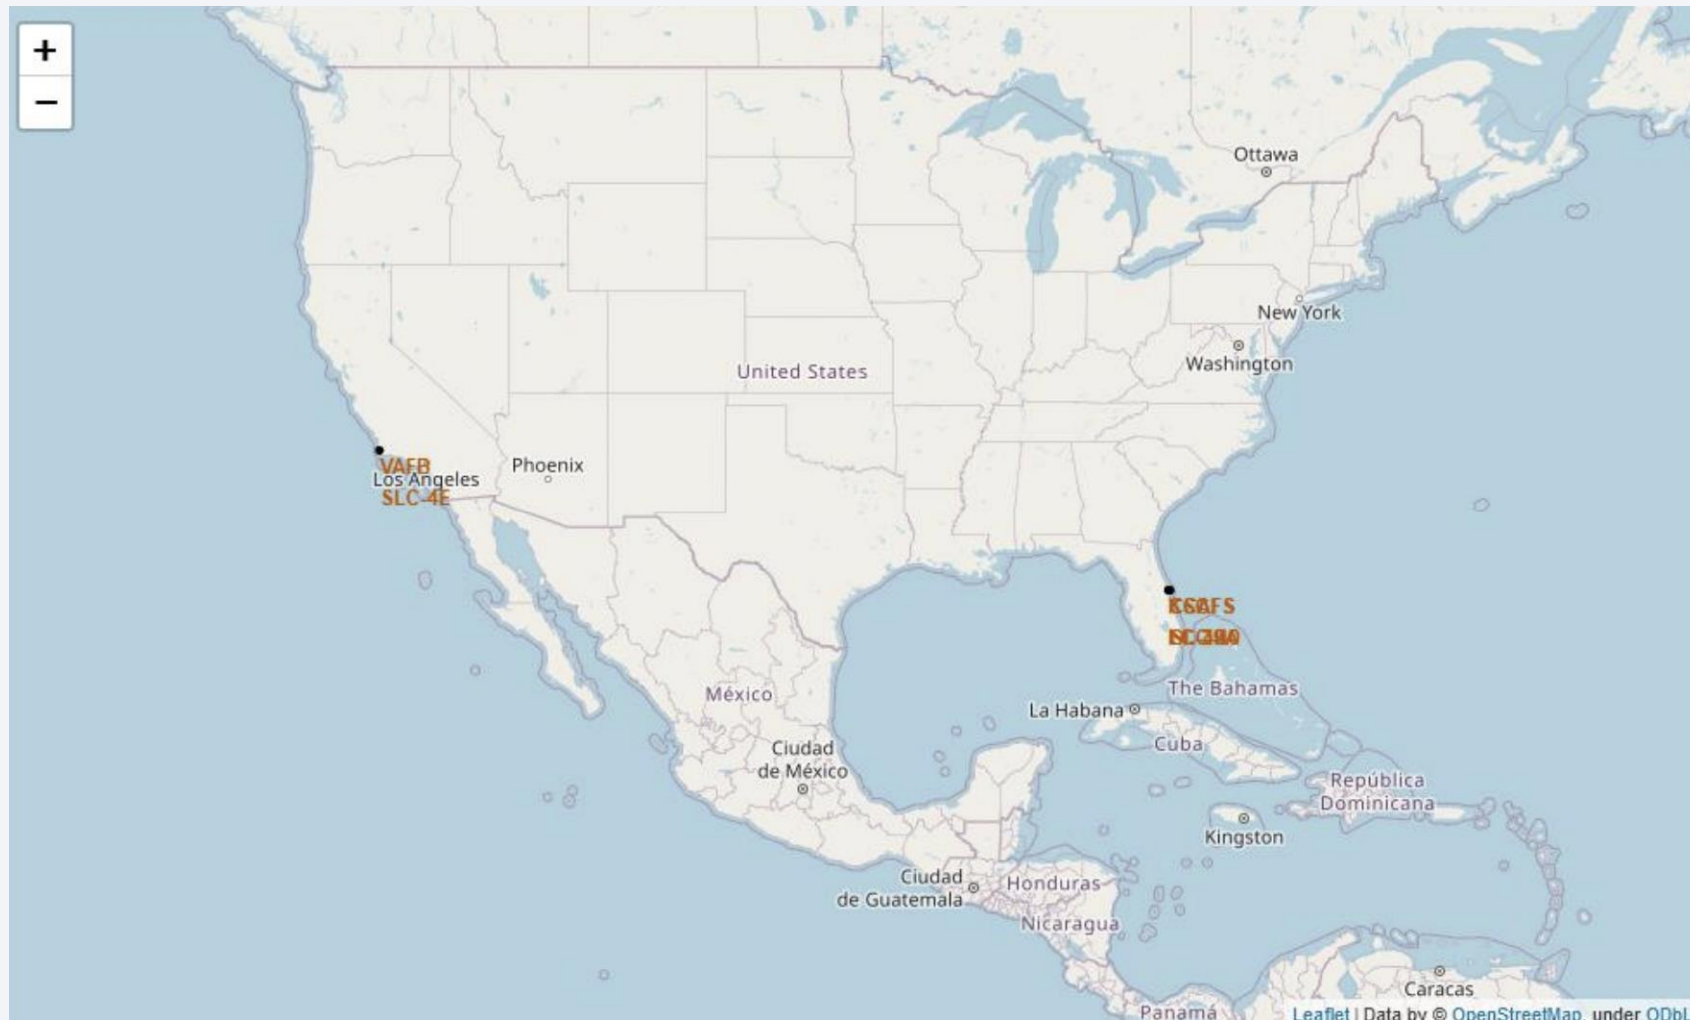 +
−
Ottawa
New York
Washington
United States
VAFB
Los Angeles
SLC-4E
Phoenix
México
Ciudad
de México
The Bahamas
La Habana
Cuba
República
Dominicana
Kingston
Ciudad
de Guatemala
Honduras
Nicaragua
Caracas
Panamá
Leaflet | Data by © OpenStreetMap, under ODbL